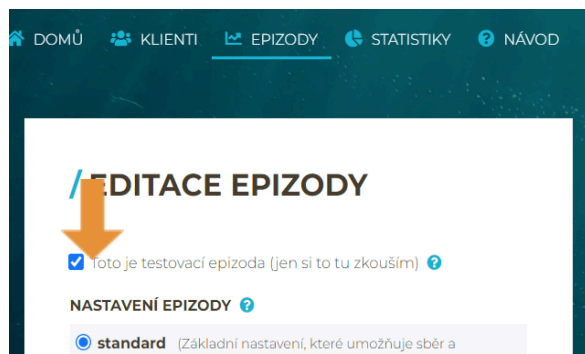 DOMŮ KLIENTI EPIZODY STATISTIKY NÁVOD
/ EDITACE EPIZODY
Toto je testovací epizoda (jen si to tu zkouším)
NASTAVENÍ EPIZODY
standard (Základní nastavení, které umožňuje sběr a